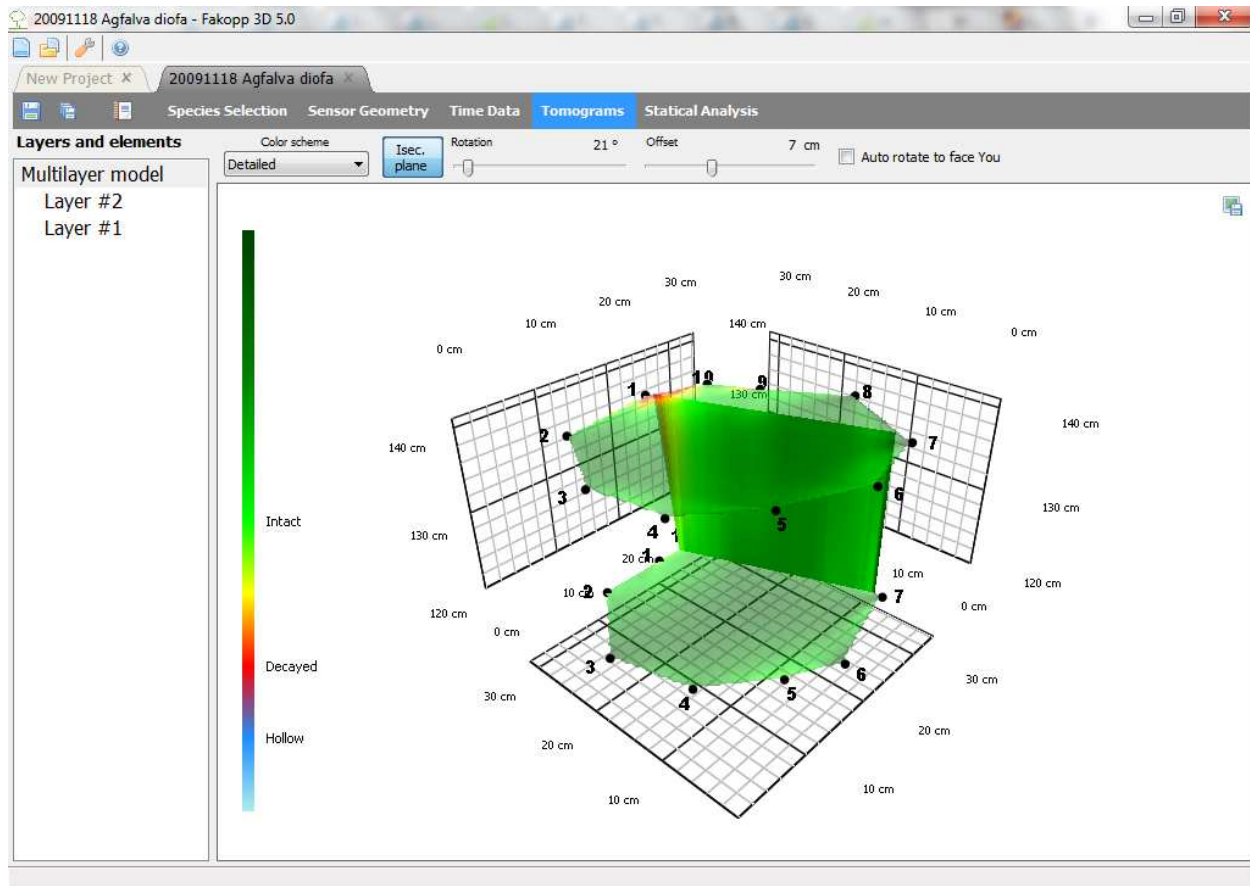 20091118 Agfalva diofa - Fakopp 3D 5.0
New Project x 20091118 Agfalva diofa x
Species Selection Sensor Geometry Time Data Tomograms Statical Analysis
Layers and elements
Color scheme
Detailed
Isec. plane
Rotation 21 °
Offset 7 cm
Auto rotate to face You
Multilayer model
Layer #2
Layer #1
Intact
Decayed
Hollow
30 cm
30 cm
20 cm
20 cm
10 cm
10 cm
140 cm
0 cm
0 cm
1
9
130 cm
8
2
7
140 cm
140 cm
3
6
5
4
130 cm
130 cm
1
20 cm
10 cm
120 cm
2
10 cm
7
0 cm
120 cm
0 cm
3
6
4
5
30 cm
30 cm
20 cm
20 cm
10 cm
10 cm